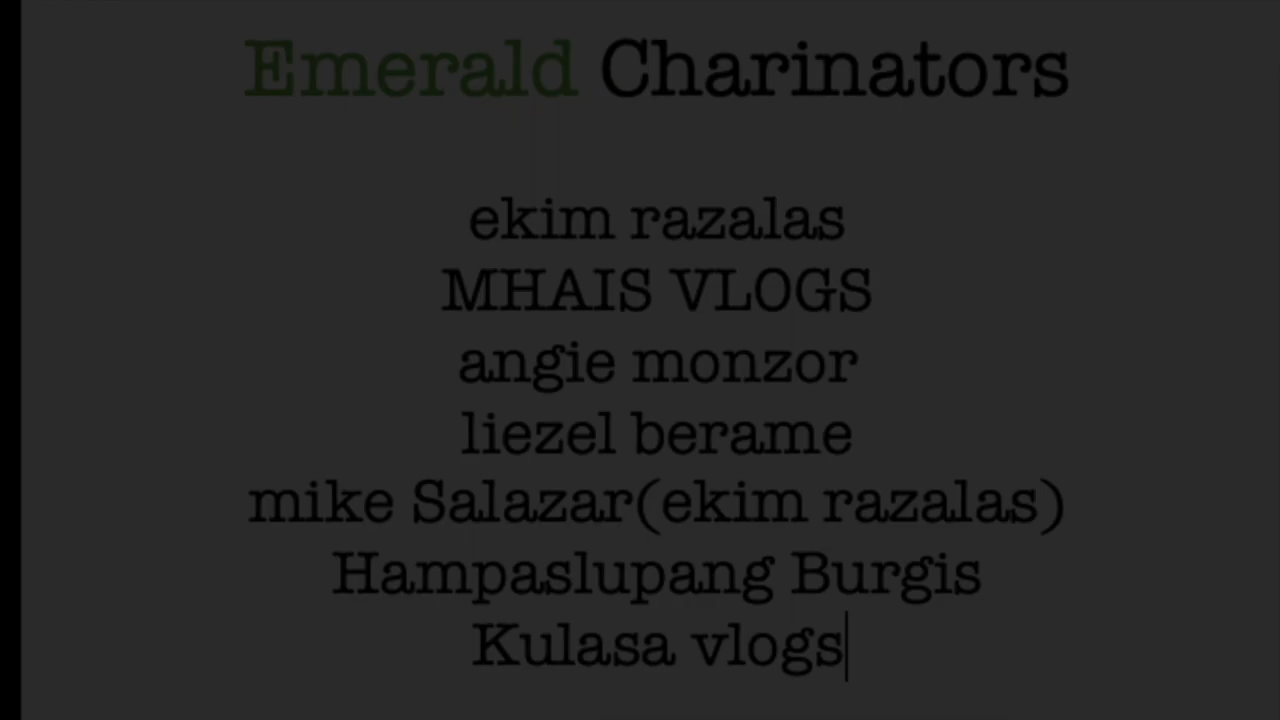 Emerald Charinators
ekim razalas
MHAIS VLOGS
angie monzor
liezel berame
mike Salazar(ekim razalas)
Hampaslupang Burgis
Kulasa vlogs